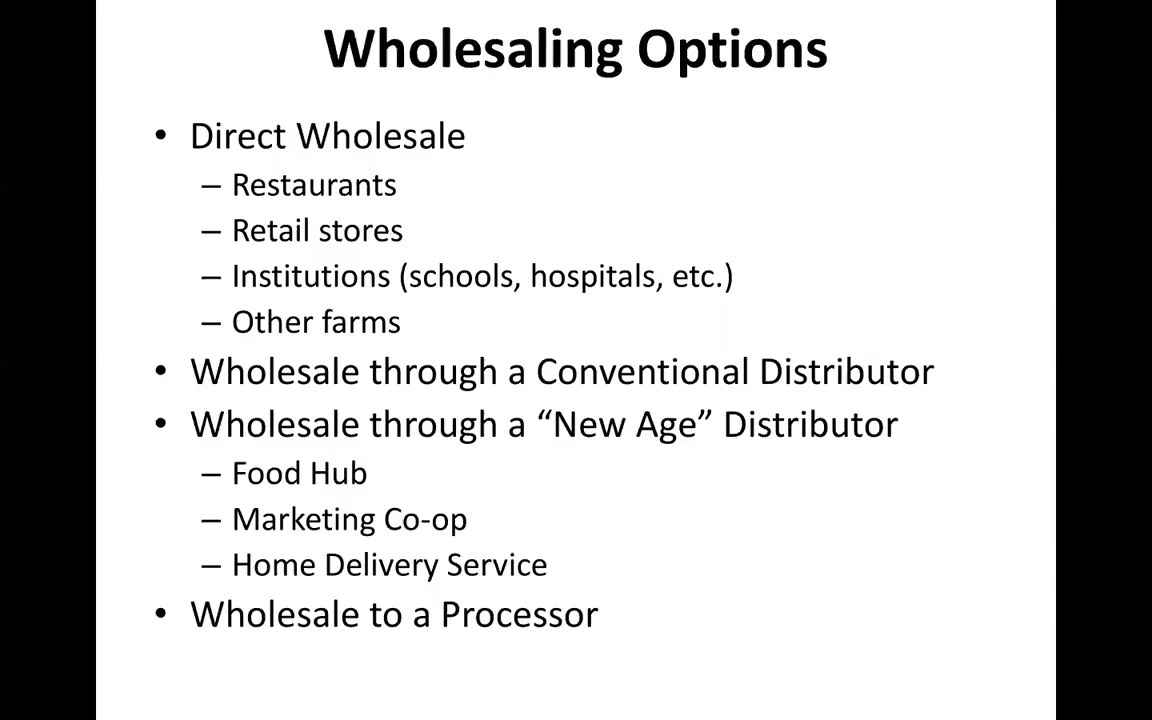 Wholesaling Options
• Direct Wholesale
– Restaurants
– Retail stores
– Institutions (schools, hospitals, etc.)
– Other farms
• Wholesale through a Conventional Distributor
• Wholesale through a “New Age” Distributor
– Food Hub
– Marketing Co-op
– Home Delivery Service
• Wholesale to a Processor